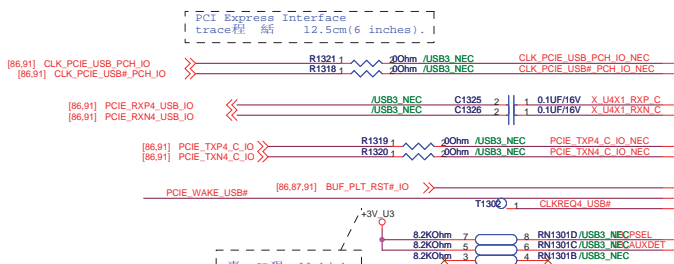 PCI Express Interface
trace程 紙 12.5cm(6 inches).
[86,91] CLK_PCIE_USB_PCH_IO R1321 1 2 0Ohm /USB3_NEC CLK_PCIE_USB_PCH_IO_NEC
[86,91] CLK_PCIE_USB#_PCH_IO R1318 1 2 0Ohm /USB3_NEC CLK_PCIE_USB#_PCH_IO_NEC
[86,91] PCIE_RXP4_USB_IO /USB3_NEC C1325 2 1 0.1UF/16V X_U4X1_RXP_C
[86,91] PCIE_RXN4_USB_IO /USB3_NEC C1326 2 1 0.1UF/16V X_U4X1_RXN_C
[86,91] PCIE_TXP4_C_IO R1319 1 2 0Ohm /USB3_NEC PCIE_TXP4_C_IO_NEC
[86,91] PCIE_TXN4_C_IO R1320 1 2 0Ohm /USB3_NEC PCIE_TXN4_C_IO_NEC
[86,87,91] BUF_PLT_RST#_IO
PCIE_WAKE_USB#
T1302 1 CLKREQ4_USB#
+3V_U3
8.2KOhm 7 8 RN1301D /USB3_NEC PSEL
8.2KOhm 5 6 RN1301C /USB3_NEC AUXDET
8.2KOhm 3 4 RN1301B /USB3_NEC